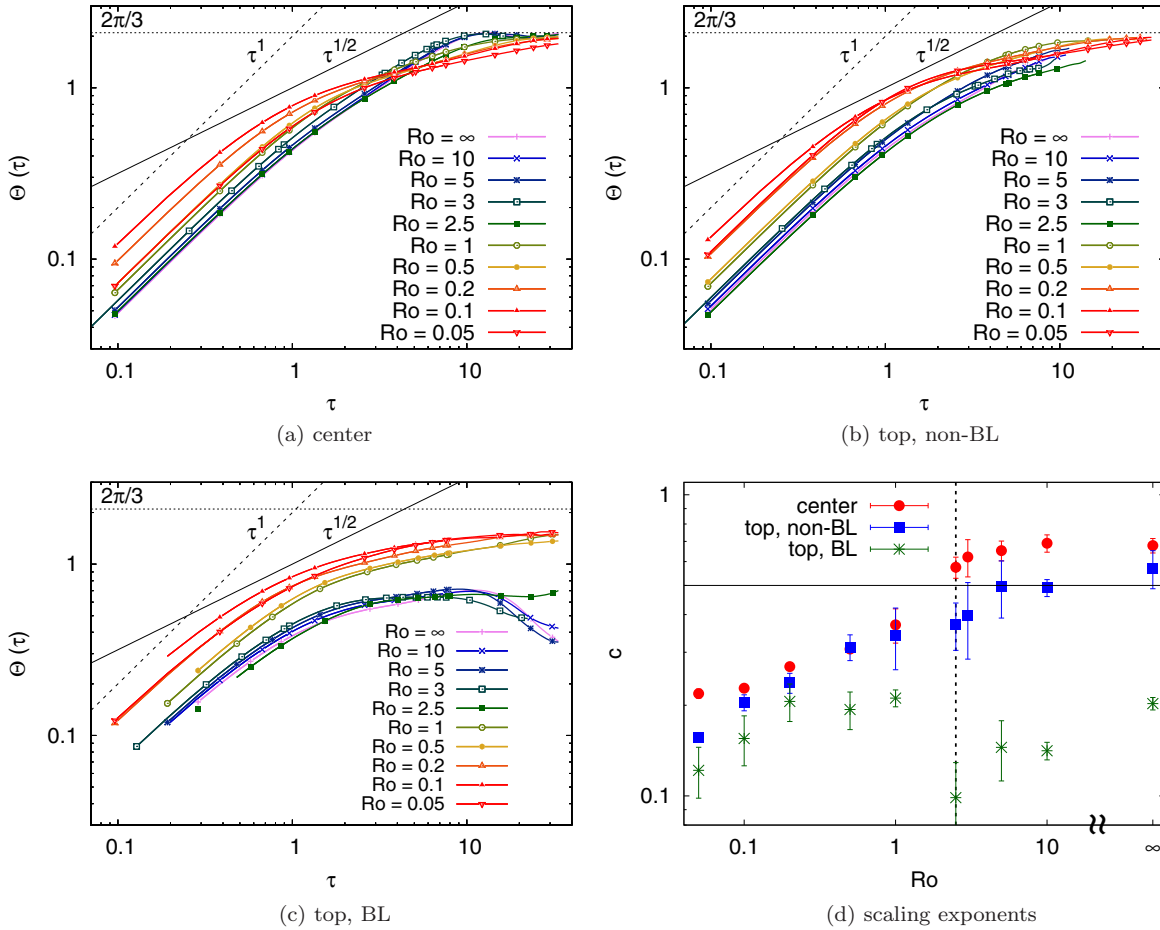 2π/3
τ¹
τ¹ᐟ²
1
0.1
Θ (τ)
Ro = ∞
Ro = 10
Ro = 5
Ro = 3
Ro = 2.5
Ro = 1
Ro = 0.5
Ro = 0.2
Ro = 0.1
Ro = 0.05
0.1
1
10
τ
(a) center
2π/3
τ¹
τ¹ᐟ²
1
0.1
Θ (τ)
Ro = ∞
Ro = 10
Ro = 5
Ro = 3
Ro = 2.5
Ro = 1
Ro = 0.5
Ro = 0.2
Ro = 0.1
Ro = 0.05
0.1
1
10
τ
(b) top, non-BL
2π/3
τ¹
τ¹ᐟ²
1
0.1
Θ (τ)
Ro = ∞
Ro = 10
Ro = 5
Ro = 3
Ro = 2.5
Ro = 1
Ro = 0.5
Ro = 0.2
Ro = 0.1
Ro = 0.05
0.1
1
10
τ
(c) top, BL
1
center
top, non-BL
top, BL
c
0.1
0.1
1
10
∞
Ro
(d) scaling exponents